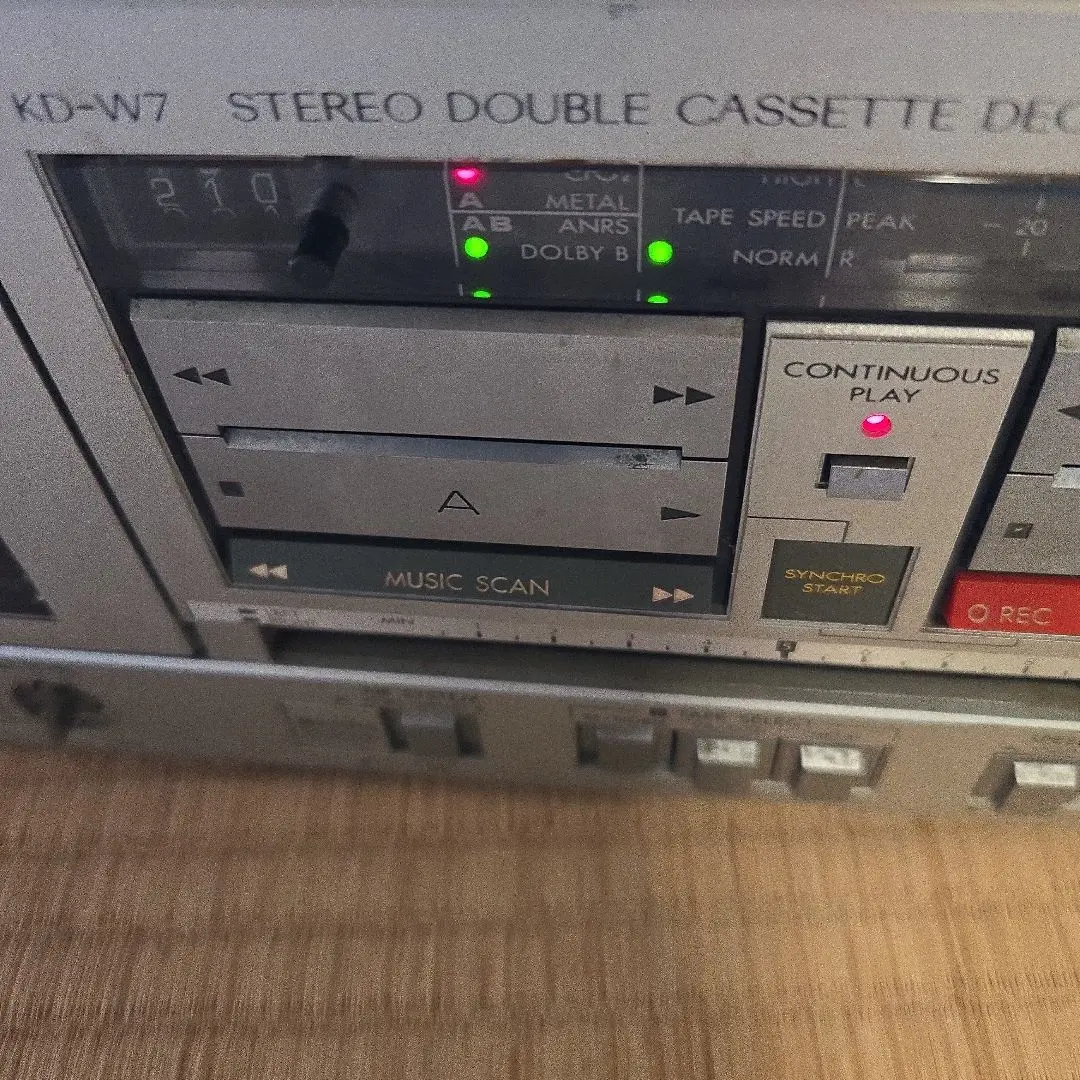 KD-W7 STEREO DOUBLE CASSETTE DEC
210
A METAL
AB ANRS
DOLBY B
TAPE SPEED
NORM
L
PEAK
R
- 20
CONTINUOUS
PLAY
A
MUSIC SCAN
SYNCHRO
START
O REC
MIN